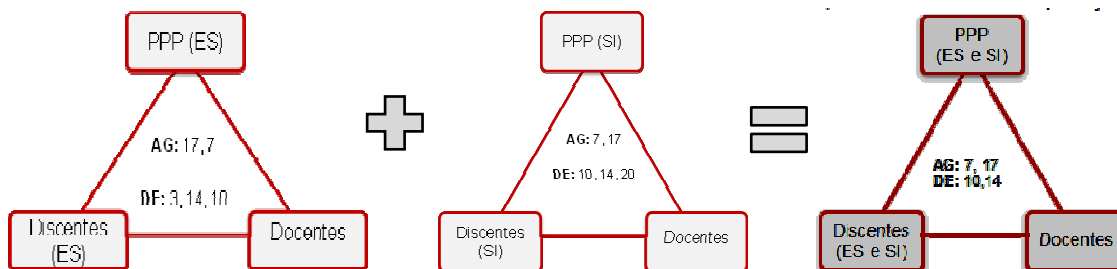 PPP (ES)
AG: 17,7
DE: 3,14,10
Discentes
(ES)
Docentes
PPP (SI)
AG: 7, 17
DE: 10,14,20
Discentes
(SI)
Docentes
PPP
(ES e SI)
AG: 7, 17
DE: 10,14
Discentes
(ES e SI)
Docentes